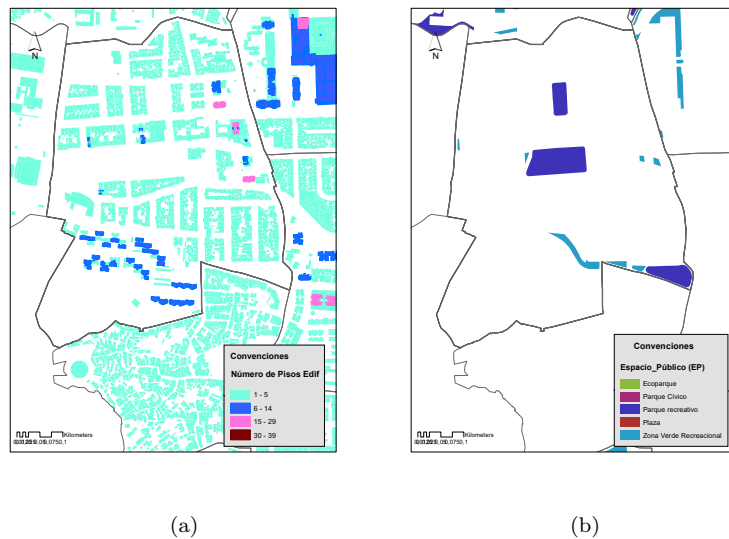 N
Convenciones
Número de Pisos Edif
1 - 5
6 - 14
15 - 29
30 - 39
Kilometers
(a)
N
Convenciones
Espacio_Público (EP)
Ecoparque
Parque Cívico
Parque recreativo
Plaza
Zona Verde Recreacional
Kilometers
(b)